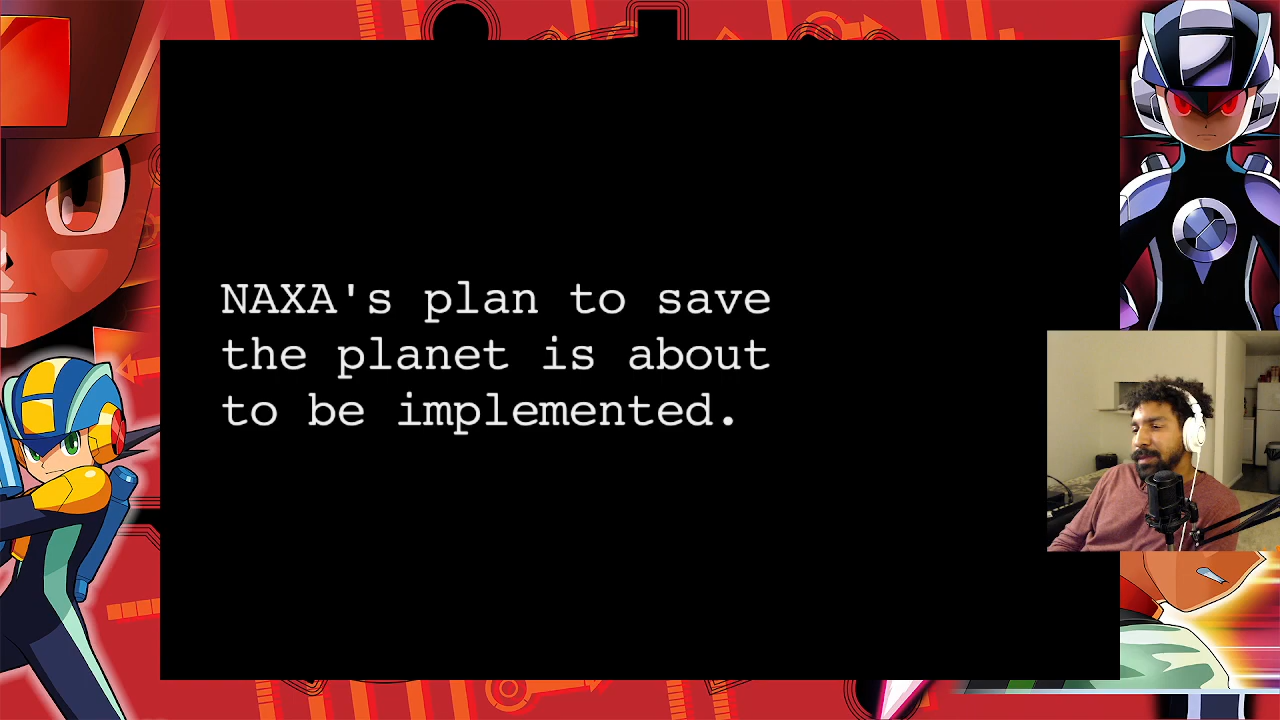 NAXA's plan to save
the planet is about
to be implemented.